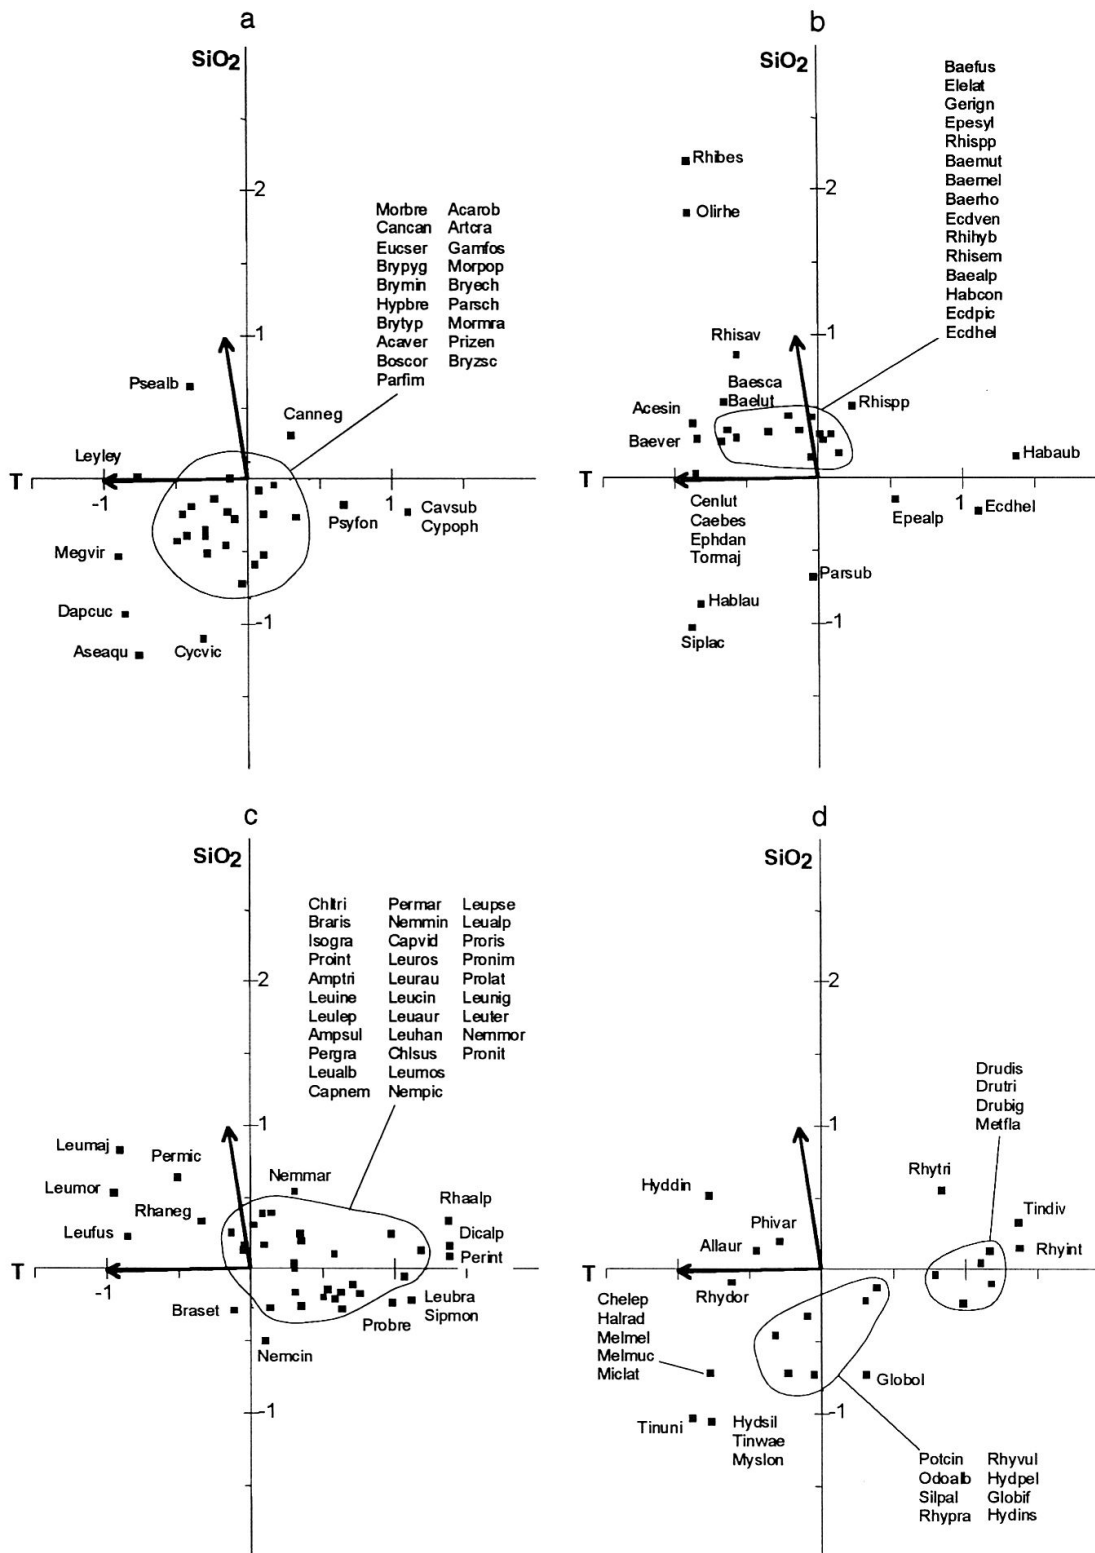 a
SiO2
2
Morbre Acarob
Cancan Artcra
Eucser Gamfos
Brypyg Morpop
Brymin Bryech
Hypbre Parsch
Brytyp Mormra
Acaver Prizen
Boscor Bryzsc
Parfim
1
Psealb
Canneg
Leyley
T
-1
1
Psyfon
Cavsub
Cypoph
Megvir
Dapcuc
-1
Aseaqu
Cycvic
b
SiO2
Baefus
Elelat
Gerign
Epesyl
Rhispp
Baemut
Baemel
Baerho
Ecdven
Rhihyb
Rhisem
Baealp
Habcon
Ecdpic
Ecdhel
Rhibes
2
Olirhe
1
Rhisav
Baesca
Baelut
Acesin
Rhispp
Baever
Habaub
T
Cenlut
Caebes
Ephdan
Tormaj
1
Epealp
Ecdhel
Parsub
Hablau
-1
Siplac
c
SiO2
Chltri Permar Leupse
Braris Nemmin Leualp
Isogra Capvid Proris
Proint Leuros Pronim
Amptri Leurau Prolat
Leuine Leucin Leunig
Leulep Leuaur Leuter
Ampsul Leuhan Nemmor
Pergra Chlsus Pronit
Leualb Leumos
Capnem Nempic
2
1
Leumaj
Permic
Leumor
Nemmar
Rhaneg
Rhaalp
Leufus
Dicalp
Perint
T
-1
Braset
Leubra
Sipmon
Probre
Nemcin
-1
d
SiO2
2
Drudis
Drutri
Drubig
Metfla
1
Rhytri
Hyddin
Tindiv
Phivar
Allaur
Rhyint
T
Rhydor
Chelep
Halrad
Melmel
Melmuc
Miclat
Globol
-1
Tinuni
Hydsil
Tinwae
Myslon
Potcin Rhyvul
Odoalb Hydpel
Silpal Globif
Rhypra Hydins